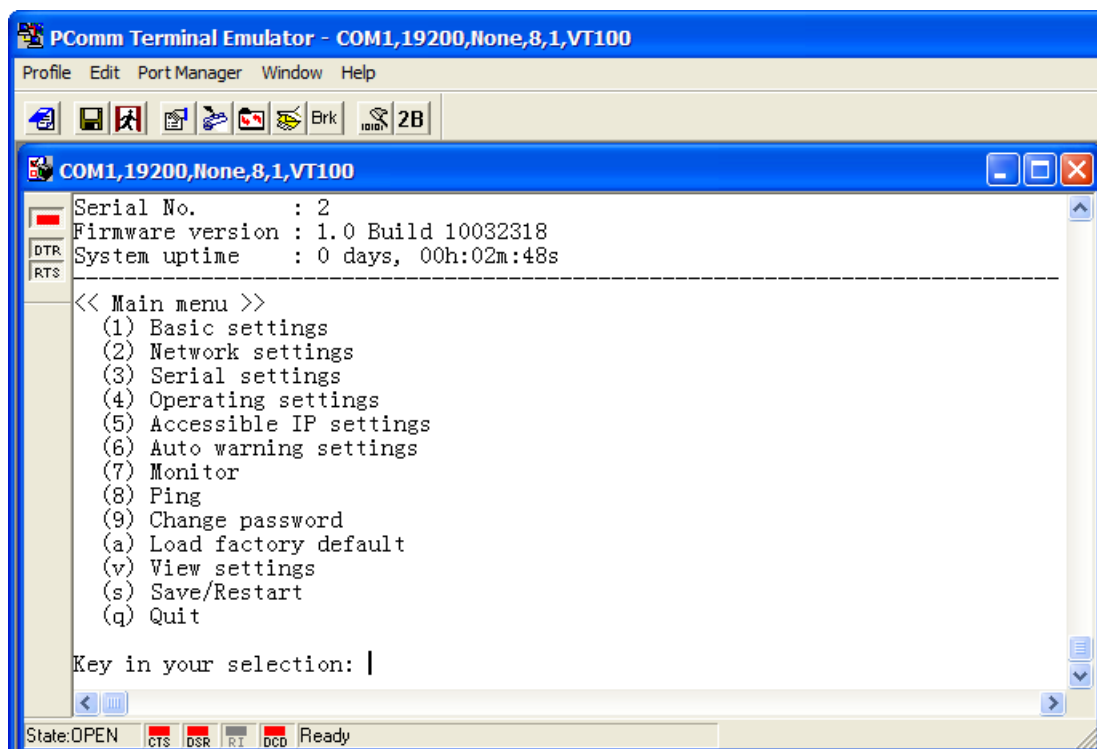 PComm Terminal Emulator - COM1,19200,None,8,1,VT100
Profile Edit Port Manager Window Help
Brk 2B
COM1,19200,None,8,1,VT100
DTR
RTS
Serial No. : 2
Firmware version : 1.0 Build 10032318
System uptime : 0 days, 00h:02m:48s
--------------------------------------------------------------------------------
<< Main menu >>
(1) Basic settings
(2) Network settings
(3) Serial settings
(4) Operating settings
(5) Accessible IP settings
(6) Auto warning settings
(7) Monitor
(8) Ping
(9) Change password
(a) Load factory default
(v) View settings
(s) Save/Restart
(q) Quit
Key in your selection:
State:OPEN CTS DSR RI DCD Ready